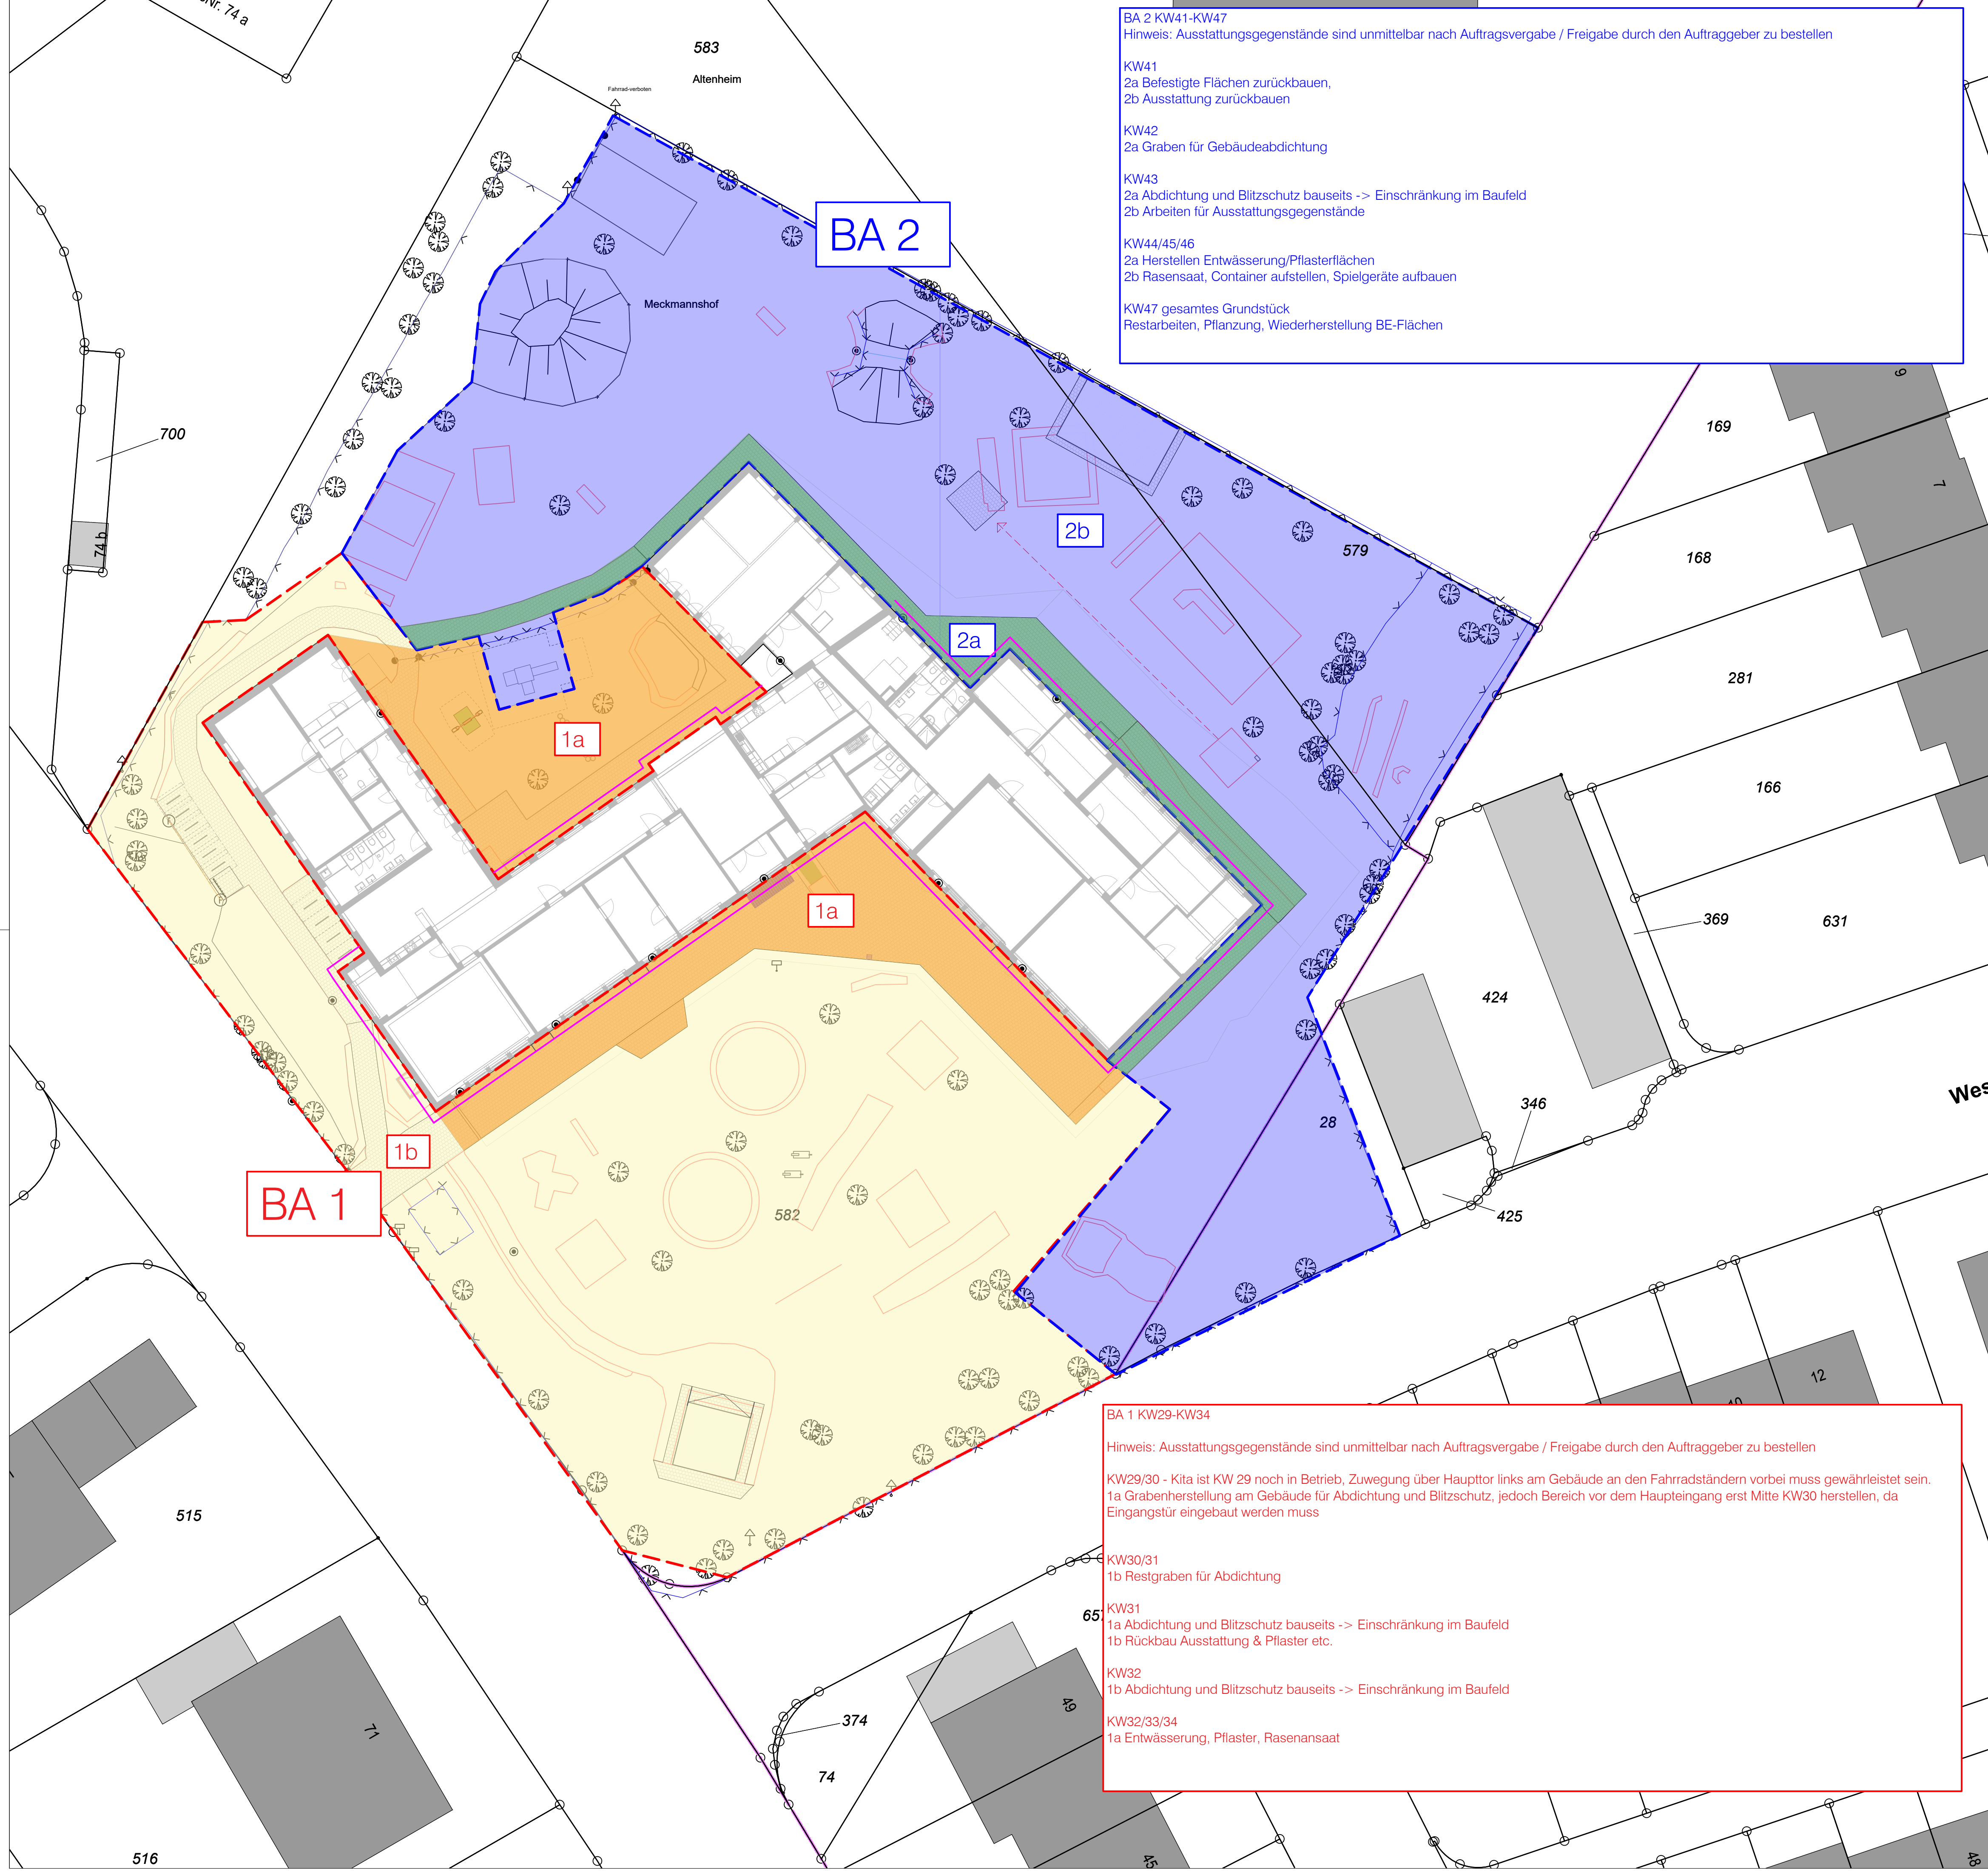 583
Altenheim
Fahrrad-verboten
BA 2 KW41-KW47
Hinweis: Ausstattungsgegenstände sind unmittelbar nach Auftragsvergabe / Freigabe durch den Auftraggeber zu bestellen
KW41
2a Befestigte Flächen zurückbauen,
2b Ausstattung zurückbauen
KW42
2a Graben für Gebäudeabdichtung
KW43
2a Abdichtung und Blitzschutz bauseits -> Einschränkung im Baufeld
2b Arbeiten für Ausstattungsgegenstände
KW44/45/46
2a Herstellen Entwässerung/Pflasterflächen
2b Rasensaat, Container aufstellen, Spielgeräte aufbauen
KW47 gesamtes Grundstück
Restarbeiten, Pflanzung, Wiederherstellung BE-Flächen
BA 2
Meckmannshof
700
74 b
2b
579
2a
1a
1a
169
9
7
168
281
166
369
631
424
346
28
425
Wes
1b
BA 1
582
12
515
71
516
657
374
74
49
45
48
BA 1 KW29-KW34
Hinweis: Ausstattungsgegenstände sind unmittelbar nach Auftragsvergabe / Freigabe durch den Auftraggeber zu bestellen
KW29/30 - Kita ist KW 29 noch in Betrieb, Zuwegung über Haupttor links am Gebäude an den Fahrradständern vorbei muss gewährleistet sein.
1a Grabenherstellung am Gebäude für Abdichtung und Blitzschutz, jedoch Bereich vor dem Haupteingang erst Mitte KW30 herstellen, da
Eingangstür eingebaut werden muss
KW30/31
1b Restgraben für Abdichtung
KW31
1a Abdichtung und Blitzschutz bauseits -> Einschränkung im Baufeld
1b Rückbau Ausstattung & Pflaster etc.
KW32
1b Abdichtung und Blitzschutz bauseits -> Einschränkung im Baufeld
KW32/33/34
1a Entwässerung, Pflaster, Rasenansaat